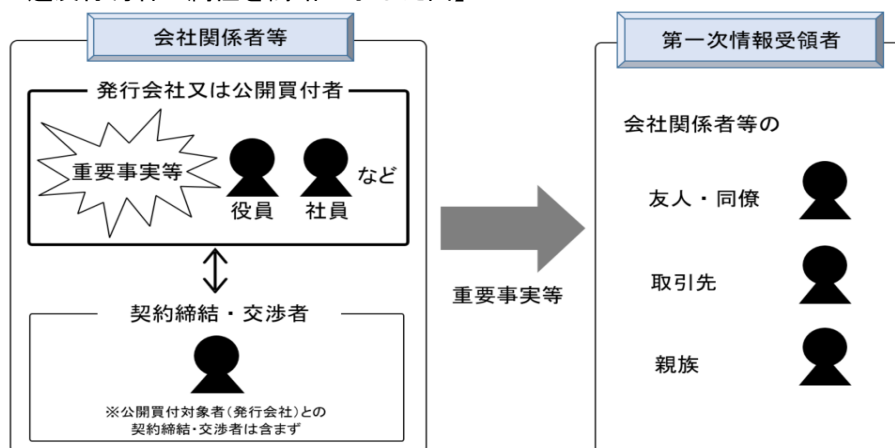 会社関係者等
第一次情報受領者
発行会社又は公開買付者
重要事実等
役員
社員
など
契約締結・交渉者
※公開買付対象者(発行会社)との
契約締結・交渉者は含まず
重要事実等
会社関係者等の
友人・同僚
取引先
親族